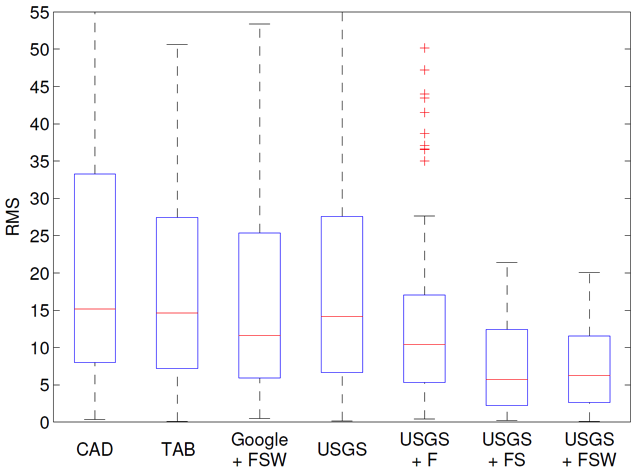 55
50
45
40
35
30
25
20
15
10
5
0
RMS
CAD
TAB
Google
+ FSW
USGS
USGS
+ F
USGS
+ FS
USGS
+ FSW